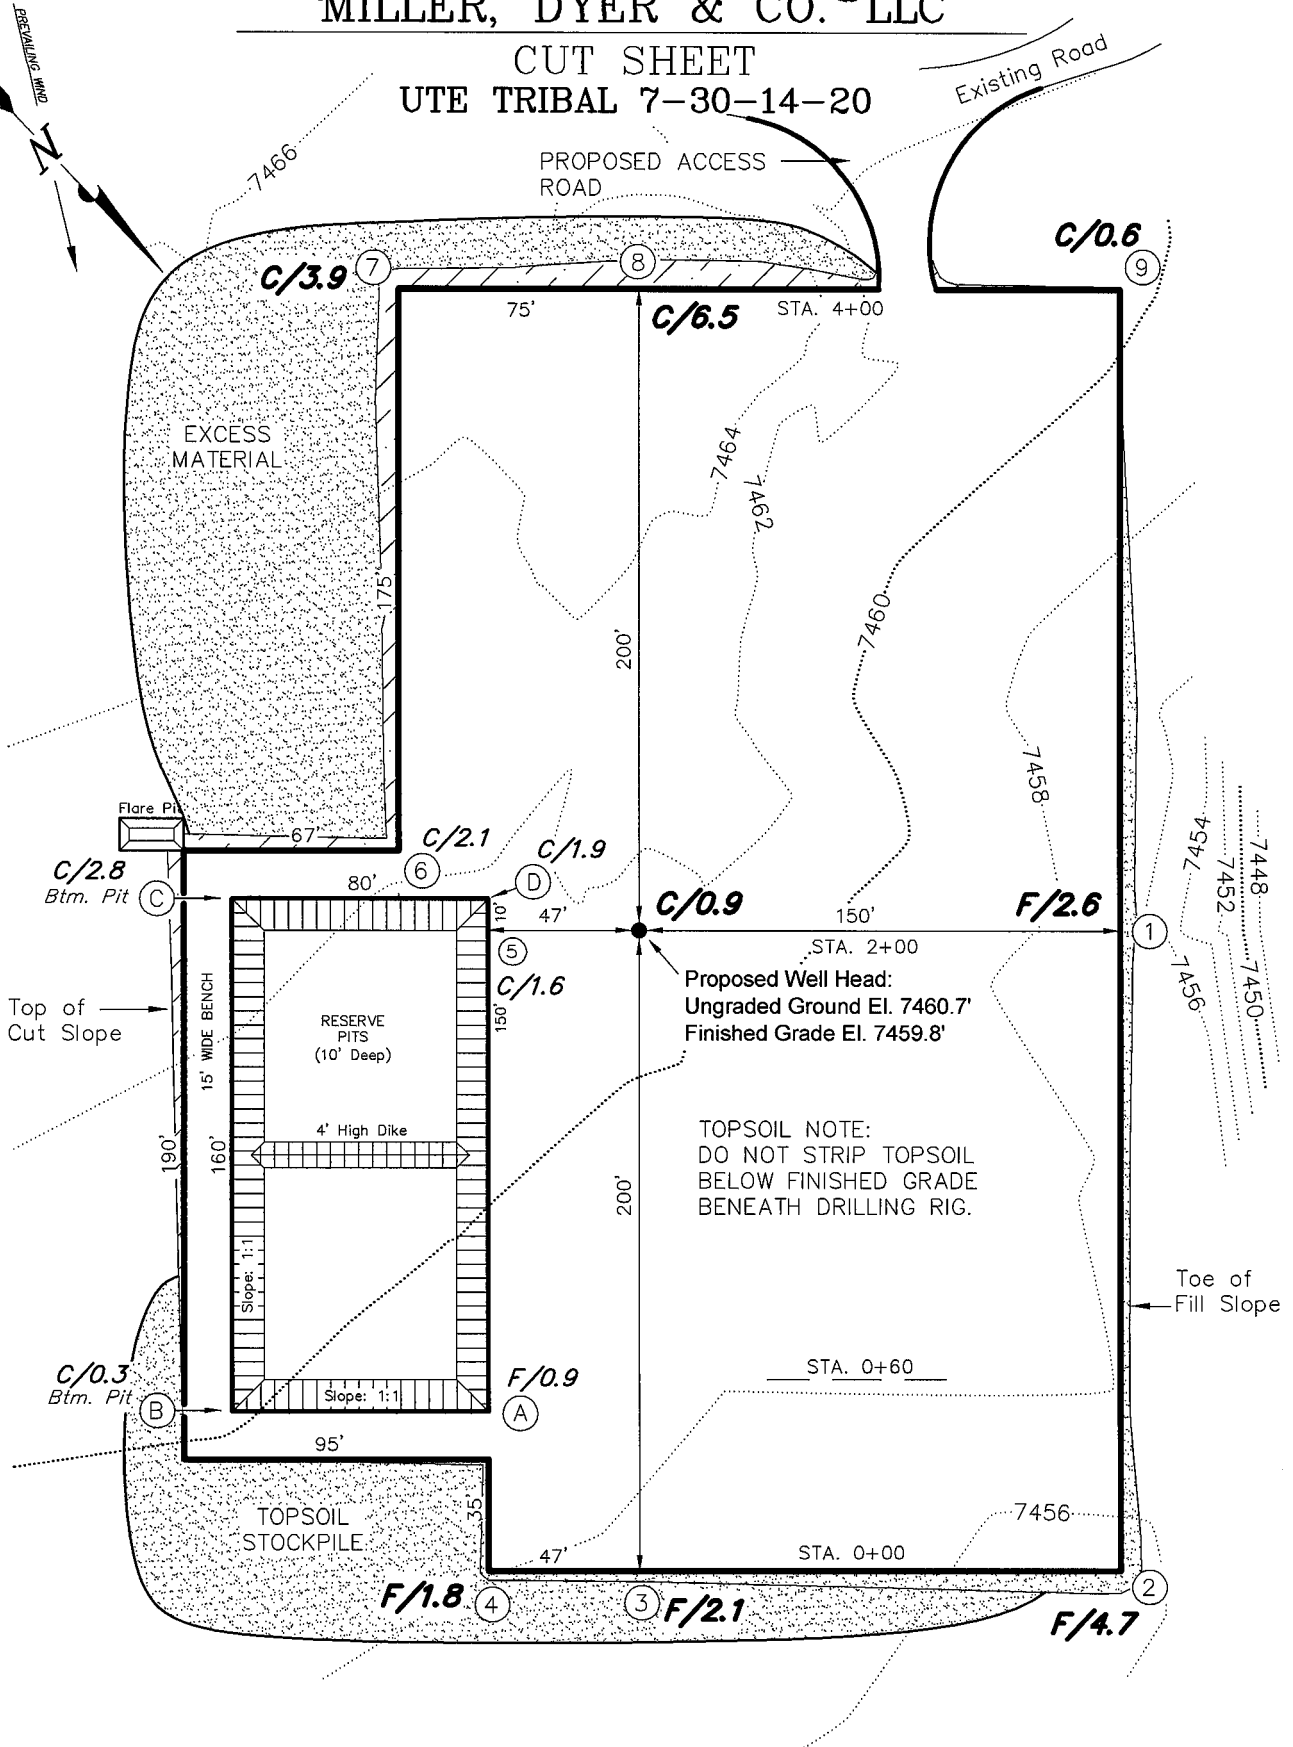 MILLER, DYER & CO. LLC
CUT SHEET
UTE TRIBAL 7-30-14-20
PREVAILING WIND
N
Existing Road
PROPOSED ACCESS
ROAD
7466
C/3.9
7
8
C/0.6
9
75'
C/6.5
STA. 4+00
EXCESS
MATERIAL
7464
7462
175'
200'
7460
7458
Flare Pit
67'
C/2.1
6
C/1.9
D
C/2.8
Btm. Pit
C
80'
10'
47'
C/0.9
150'
F/2.6
1
STA. 2+00
5
C/1.6
150'
Proposed Well Head:
Ungraded Ground El. 7460.7'
Finished Grade El. 7459.8'
7454
7452
7448
7456
7450
Top of
Cut Slope
15' WIDE BENCH
RESERVE
PITS
(10' Deep)
4' High Dike
190'
160'
200'
TOPSOIL NOTE:
DO NOT STRIP TOPSOIL
BELOW FINISHED GRADE
BENEATH DRILLING RIG.
Slope: 1:1
Toe of
Fill Slope
STA. 0+60
C/0.3
Btm. Pit
B
Slope: 1:1
F/0.9
A
95'
TOPSOIL
STOCKPILE
35'
7456
47'
STA. 0+00
F/1.8
4
3
F/2.1
2
F/4.7